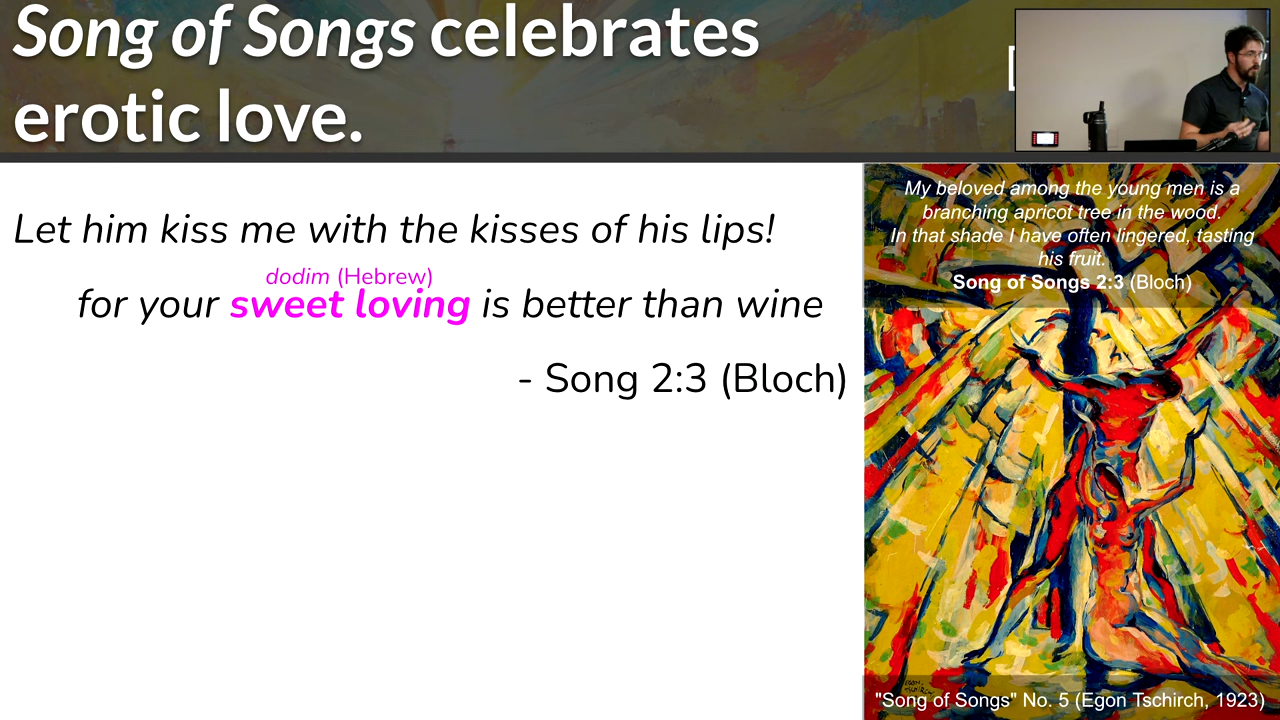 Song of Songs celebrates
erotic love.
Let him kiss me with the kisses of his lips!
dodim (Hebrew)
for your sweet loving is better than wine
- Song 2:3 (Bloch)
My beloved among the young men is a
branching apricot tree in the wood.
In that shade I have often lingered, tasting
his fruit.
Song of Songs 2:3 (Bloch)
"Song of Songs" No. 5 (Egon Tschirch, 1923)